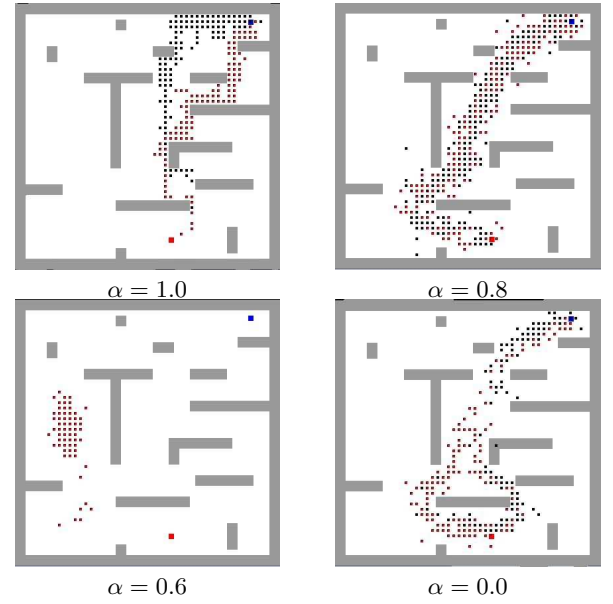 α = 1.0
α = 0.8
α = 0.6
α = 0.0